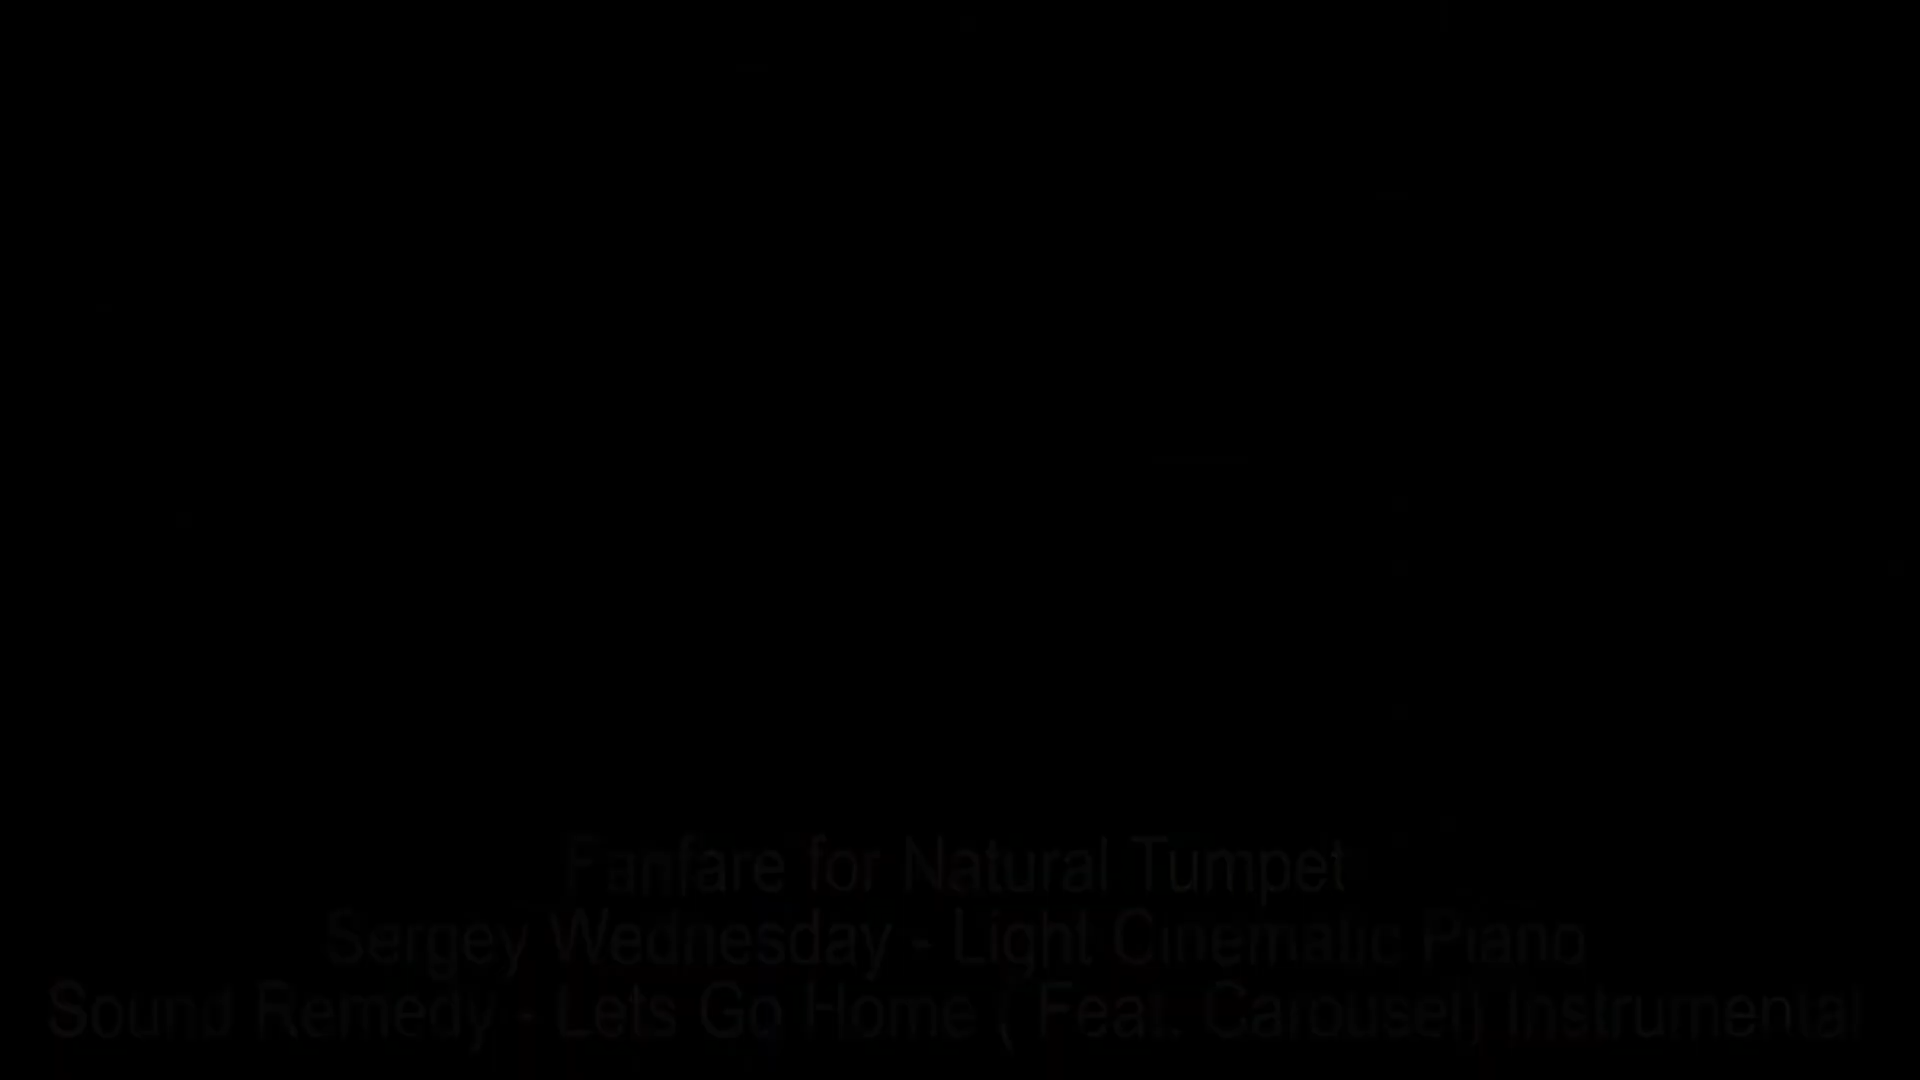 Fanfare for Natural Tumpet
Sergey Wednesday - Light Cinematic Piano
Sound Remedy - Lets Go Home ( Feat. Carousel) Instrumental